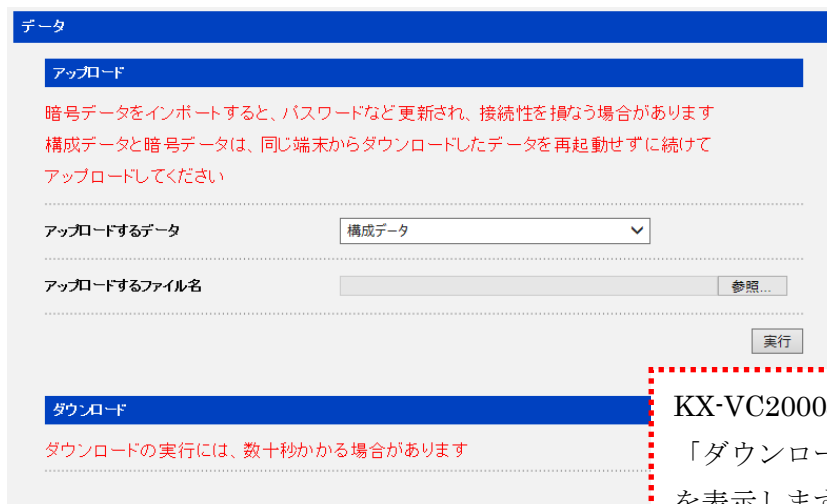 データ
アップロード
暗号データをインポートすると、パスワードなど更新され、接続性を損なう場合があります
構成データと暗号データは、同じ端末からダウンロードしたデータを再起動せずに続けて
アップロードしてください
アップロードするデータ
構成データ
アップロードするファイル名
参照...
実行
ダウンロード
ダウンロードの実行には、数十秒かかる場合があります
KX-VC2000
「ダウンロー
を表示します